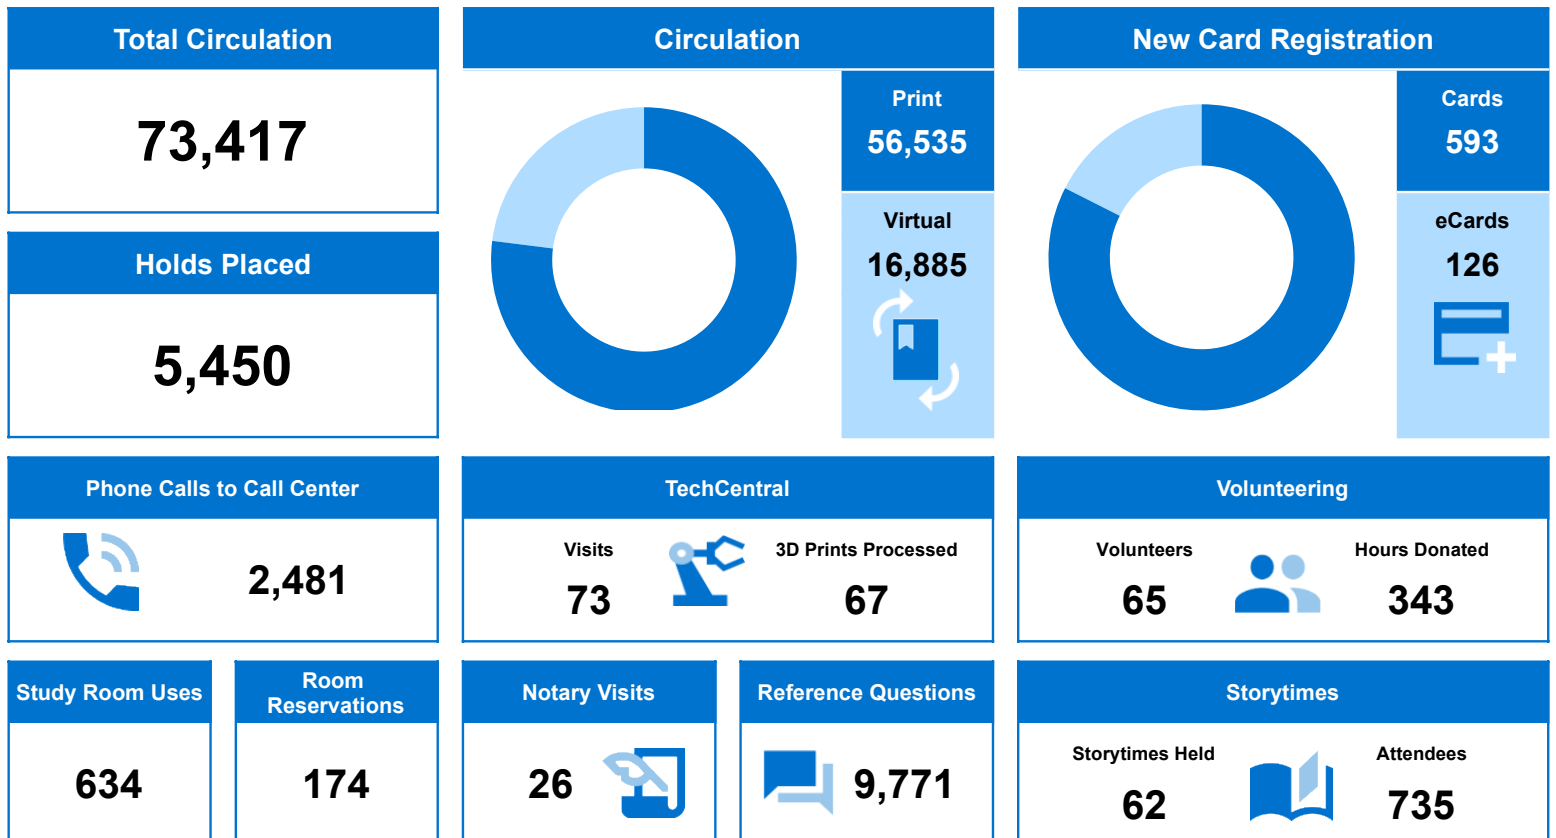 Total Circulation
73,417
Holds Placed
5,450
Circulation
Print
56,535
Virtual
16,885
New Card Registration
Cards
593
eCards
126
Phone Calls to Call Center
2,481
TechCentral
Visits
73
3D Prints Processed
67
Volunteering
Volunteers
65
Hours Donated
343
Study Room Uses
634
Room
Reservations
174
Notary Visits
26
Reference Questions
9,771
Storytimes
Storytimes Held
62
Attendees
735